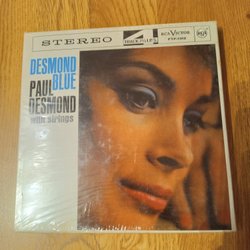 STEREO
RCA VICTOR
DESMOND
BLUE
PAUL
DESMOND
with strings